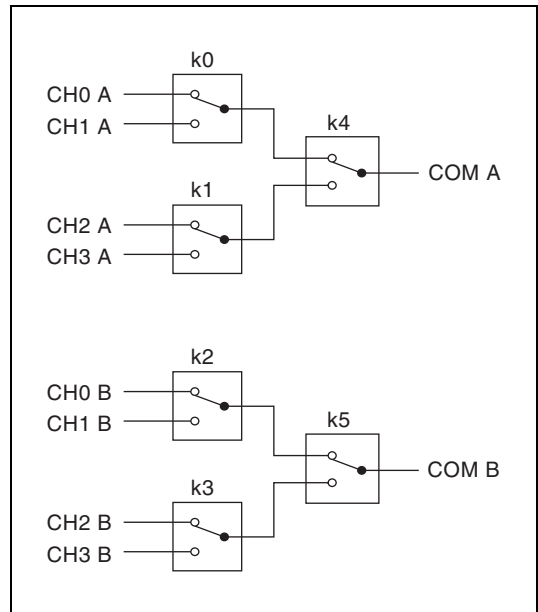 k0
CH0 A
CH1 A
k4
COM A
k1
CH2 A
CH3 A
k2
CH0 B
CH1 B
k5
COM B
k3
CH2 B
CH3 B